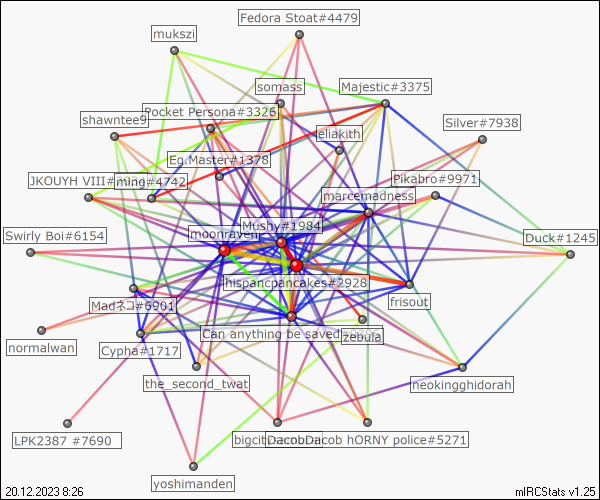 Fedora Stoat#4479
mukszi
somass
Majestic#3375
Pocket Persona#3326
shawntee9
eliakith
Silver#7938
Eg.Master#1378
JKOUYH VIII#
ming#4742
Pikabro#9971
marcemadness
Mushy#1984
moonraven
Swirly Boi#6154
Duck#1245
hispancpancakes#2928
Madネコ#6901
frisout
Can anything be saved
zebula
normalwan
Cypha#1717
the_second_twat
neokingghidorah
LPK2387 #7690
bigcity
DacobDacob hORNY police#5271
yoshimanden
20.12.2023 8:26
mIRCStats v1.25